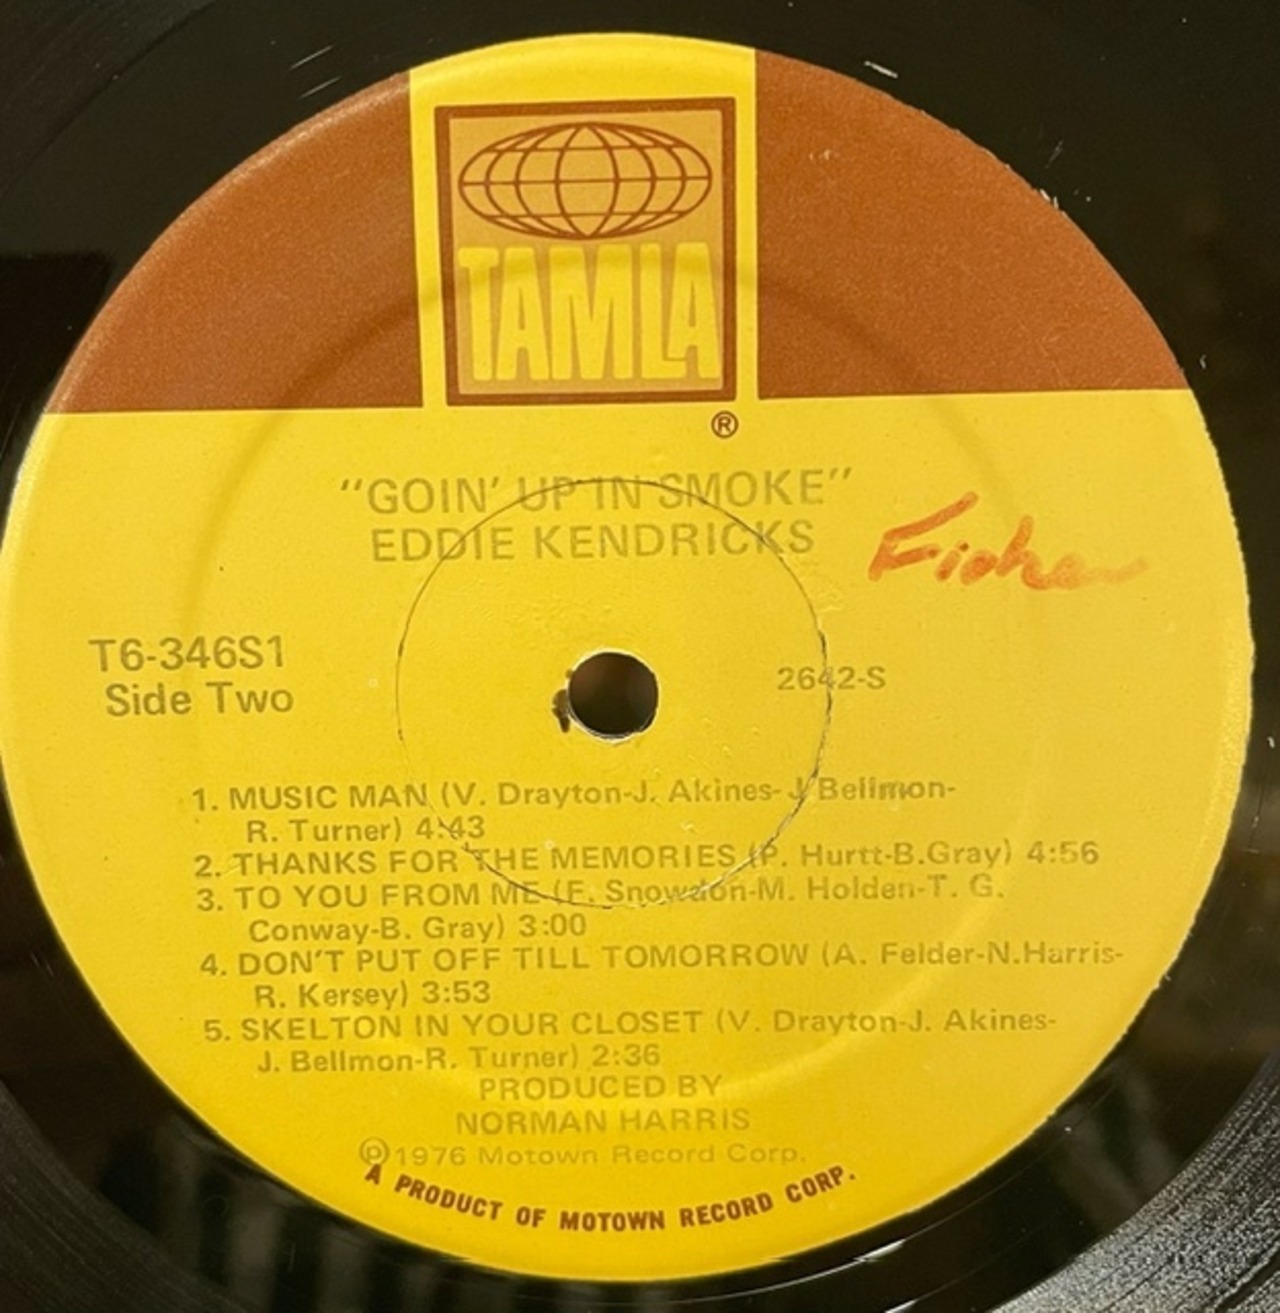 TAMLA
®
"GOIN' UP IN SMOKE"
EDDIE KENDRICKS
T6-346S1
Side Two
2642-S
1. MUSIC MAN (V. Drayton-J. Akines-J. Bellmon-
R. Turner) 4:43
2. THANKS FOR THE MEMORIES (P. Hurtt-B.Gray) 4:56
3. TO YOU FROM ME (E. Snowdon-M. Holden-T. G.
Conway-B. Gray) 3:00
4. DON'T PUT OFF TILL TOMORROW (A. Felder-N.Harris-
R. Kersey) 3:53
5. SKELTON IN YOUR CLOSET (V. Drayton-J. Akines-
J. Bellmon-R. Turner) 2:36
PRODUCED BY
NORMAN HARRIS
℗1976 Motown Record Corp.
A PRODUCT OF MOTOWN RECORD CORP.